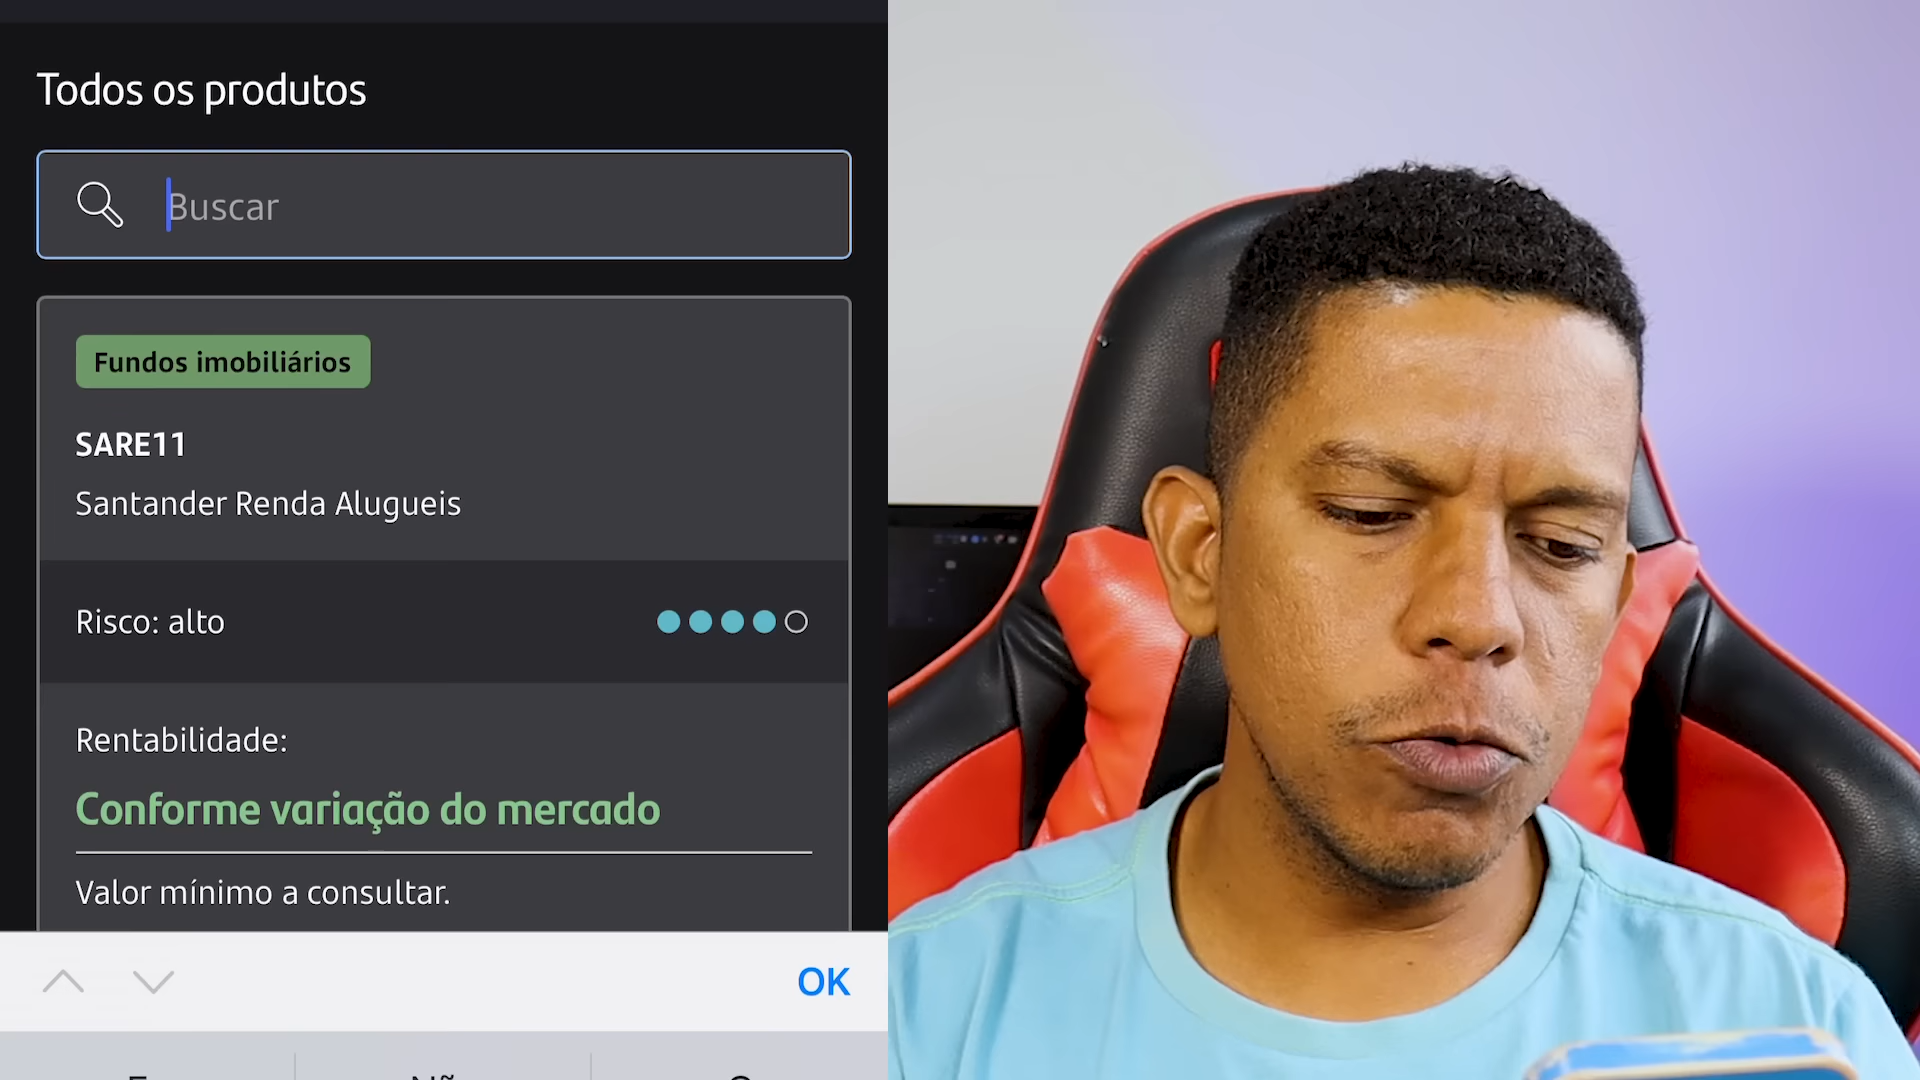 Todos os produtos
Buscar
Fundos imobiliários
SARE11
Santander Renda Alugueis
Risco: alto
Rentabilidade:
Conforme variação do mercado
Valor mínimo a consultar.
OK